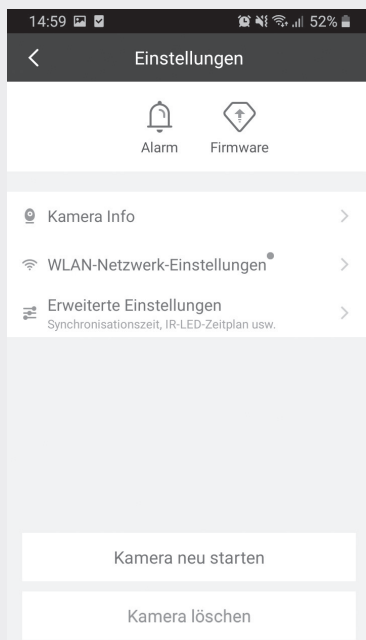 14:59 52%
Einstellungen
Alarm Firmware
Kamera Info
WLAN-Netzwerk-Einstellungen
Erweiterte Einstellungen
Synchronisationszeit, IR-LED-Zeitplan usw.
Kamera neu starten
Kamera löschen